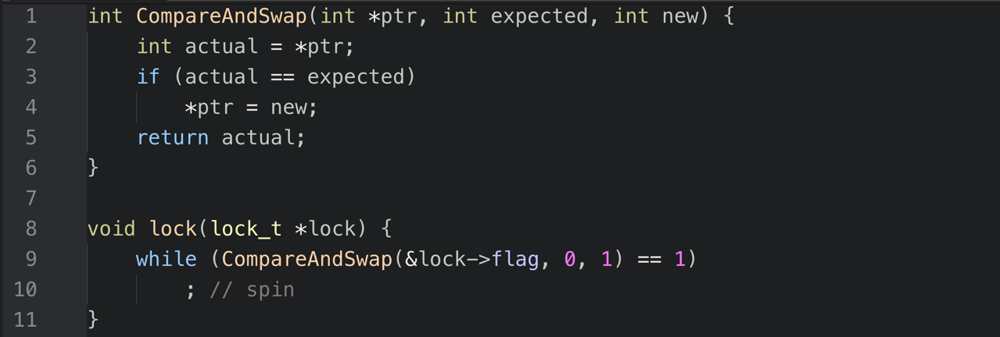 1 int CompareAndSwap(int *ptr, int expected, int new) {
2     int actual = *ptr;
3     if (actual == expected)
4         *ptr = new;
5     return actual;
6 }
7
8 void lock(lock_t *lock) {
9     while (CompareAndSwap(&lock->flag, 0, 1) == 1)
10         ; // spin
11 }